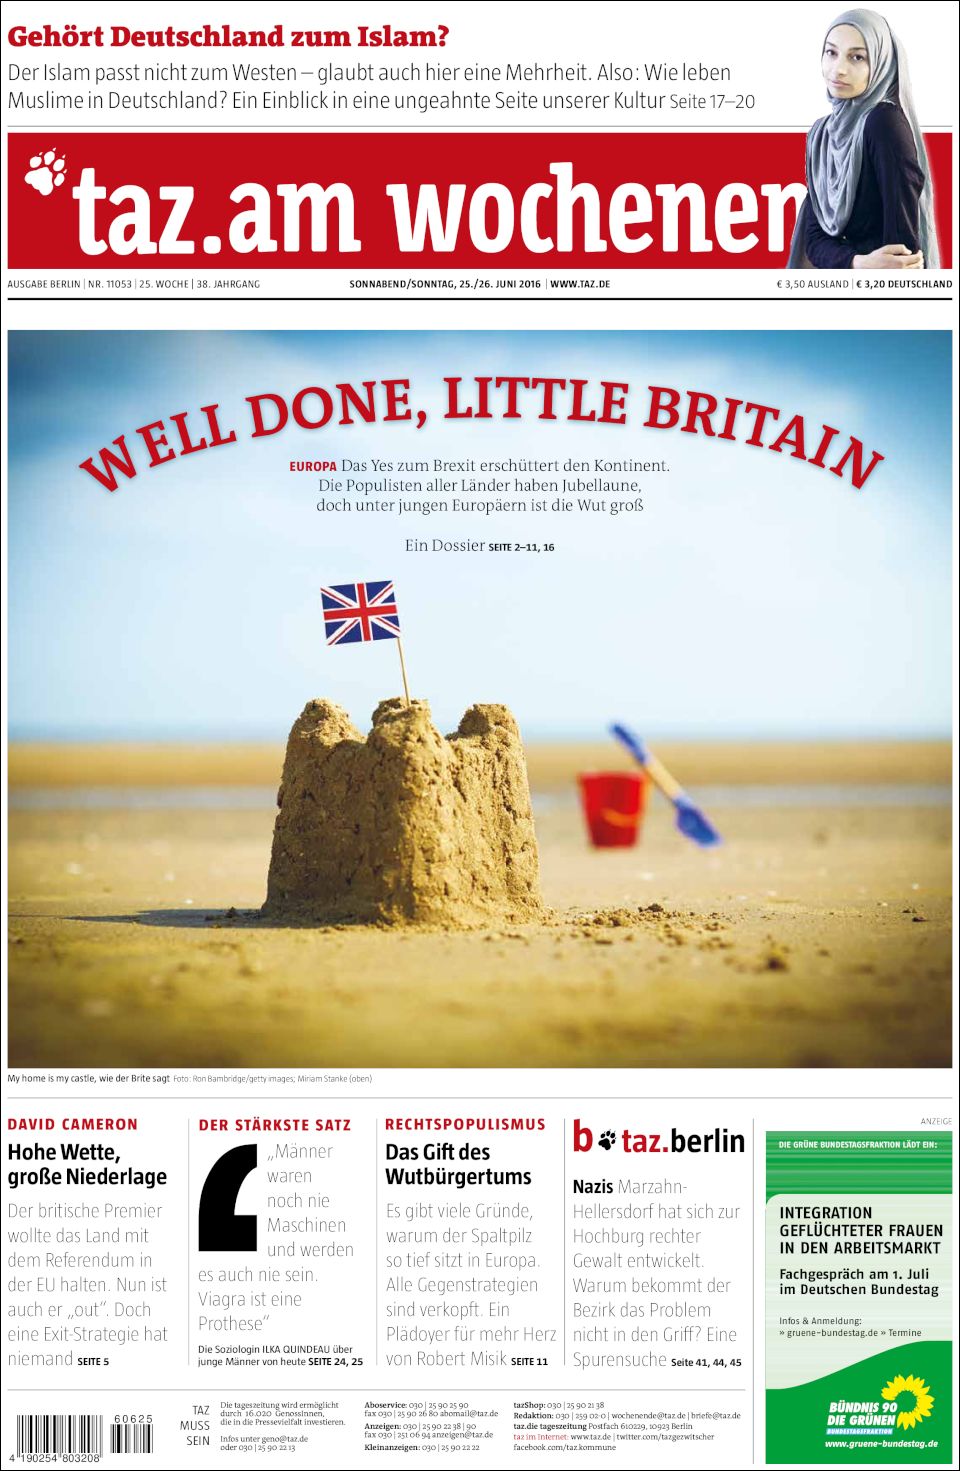 Gehört Deutschland zum Islam?
Der Islam passt nicht zum Westen – glaubt auch hier eine Mehrheit. Also: Wie leben
Muslime in Deutschland? Ein Einblick in eine ungeahnte Seite unserer Kultur Seite 17–20
taz.am wochenen
AUSGABE BERLIN | NR. 11053 | 25. WOCHE | 38. JAHRGANG
SONNABEND/SONNTAG, 25./26. JUNI 2016 | WWW.TAZ.DE
€ 3,50 AUSLAND | € 3,20 DEUTSCHLAND
WELL DONE, LITTLE BRITAIN
EUROPA Das Yes zum Brexit erschüttert den Kontinent.
Die Populisten aller Länder haben Jubellaune,
doch unter jungen Europäern ist die Wut groß
Ein Dossier SEITE 2–11, 16
My home is my castle, wie der Brite sagt Foto: Ron Bambridge/getty images; Miriam Stanke (oben)
DAVID CAMERON
Hohe Wette,
große Niederlage
Der britische Premier
wollte das Land mit
dem Referendum in
der EU halten. Nun ist
auch er „out“. Doch
eine Exit-Strategie hat
niemand SEITE 5
DER STÄRKSTE SATZ
„Männer
waren
noch nie
Maschinen
und werden
es auch nie sein.
Viagra ist eine
Prothese“
Die Soziologin ILKA QUINDEAU über
junge Männer von heute SEITE 24, 25
RECHTSPOPULISMUS
Das Gift des
Wutbürgertums
Es gibt viele Gründe,
warum der Spaltpilz
so tief sitzt in Europa.
Alle Gegenstrategien
sind verkopft. Ein
Plädoyer für mehr Herz
von Robert Misik SEITE 11
b taz.berlin
Nazis Marzahn-
Hellersdorf hat sich zur
Hochburg rechter
Gewalt entwickelt.
Warum bekommt der
Bezirk das Problem
nicht in den Griff? Eine
Spurensuche Seite 41, 44, 45
ANZEIGE
DIE GRÜNE BUNDESTAGSFRAKTION LÄDT EIN:
INTEGRATION
GEFLÜCHTETER FRAUEN
IN DEN ARBEITSMARKT
Fachgespräch am 1. Juli
im Deutschen Bundestag
Infos & Anmeldung:
» gruene-bundestag.de » Termine
BÜNDNIS 90
DIE GRÜNEN
BUNDESTAGSFRAKTION
www.gruene-bundestag.de
60625
4 190254 803208
TAZ
MUSS
SEIN
Die tageszeitung wird ermöglicht
durch 16.020 GenossInnen,
die in die Pressevielfalt investieren.
Infos unter geno@taz.de
oder 030 | 25 90 22 13
Aboservice: 030 | 25 90 25 90
fax 030 | 25 90 26 80 abomail@taz.de
Anzeigen: 030 | 25 90 22 38 | 90
fax 030 | 251 06 94 anzeigen@taz.de
Kleinanzeigen: 030 | 25 90 22 22
tazShop: 030 | 25 90 21 38
Redaktion: 030 | 259 02-0 | wochenende@taz.de | briefe@taz.de
taz.die tageszeitung Postfach 610229, 10923 Berlin
taz im Internet: www.taz.de | twitter.com/tazgezwitscher
facebook.com/taz.kommune